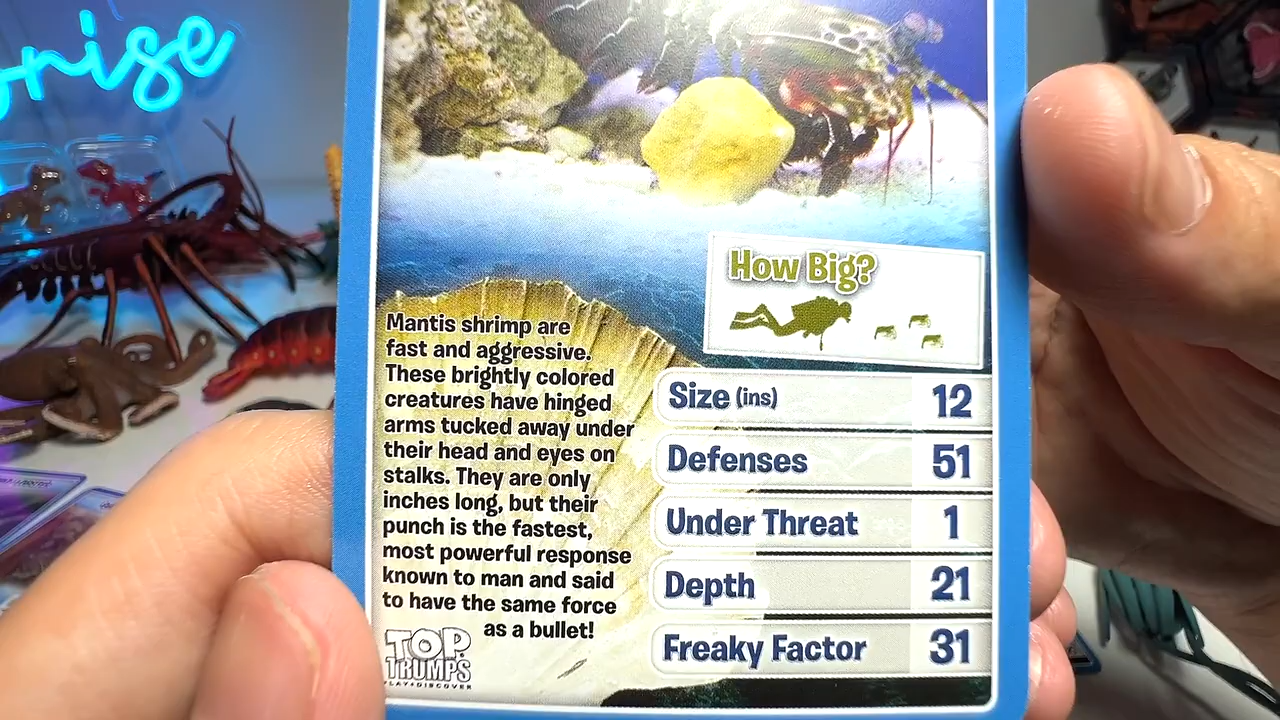 rise
How Big?
Mantis shrimp are
fast and aggressive.
These brightly colored
creatures have hinged
arms tucked away under
their head and eyes on
stalks. They are only
inches long, but their
punch is the fastest,
most powerful response
known to man and said
to have the same force
as a bullet!
TOP
TRUMPS
PLAY+DISCOVER
Size (ins) 12
Defenses 51
Under Threat 1
Depth 21
Freaky Factor 31